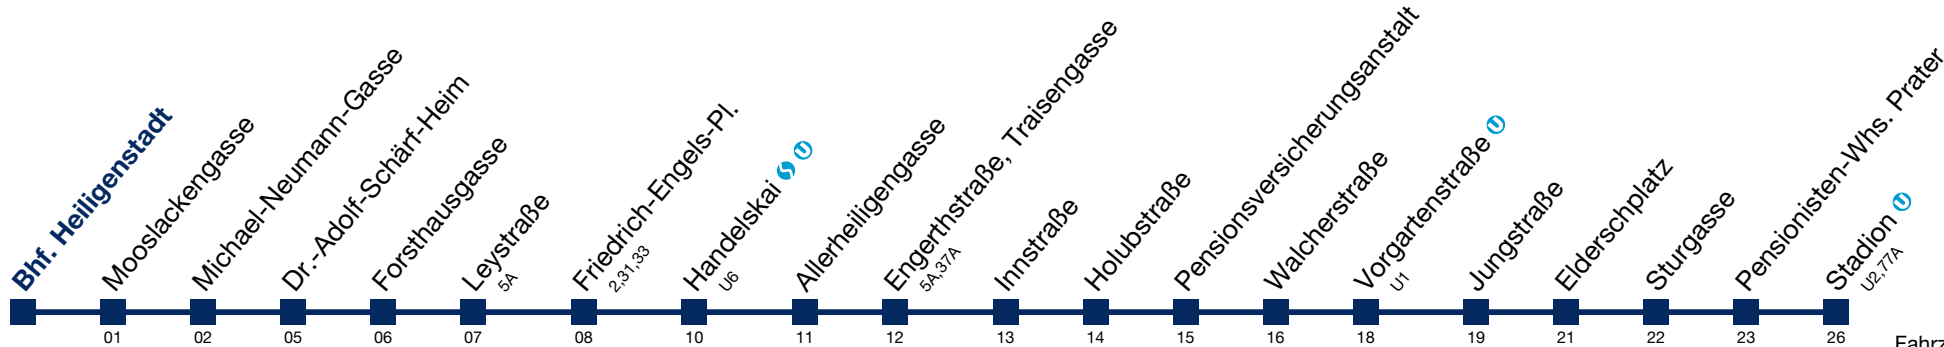 Bhf. Heiligenstadt
Mooslackengasse
Michael-Neumann-Gasse
Dr.-Adolf-Schärf-Heim
Forsthausgasse
Leystraße
5A
Friedrich-Engels-Pl.
2,31,33
Handelskai
U6
Allerheiligengasse
Engerthstraße, Traisengasse
5A,37A
Innstraße
Holubstraße
Pensionsversicherungsanstalt
Walcherstraße
Vorgartenstraße U
U1
Jungstraße
Elderschplatz
Sturgasse
Pensionisten-Whs. Prater
Stadion U
U2,77A
01 02 05 06 07 08 10 11 12 13 14 15 16 18 19 21 22 23 26